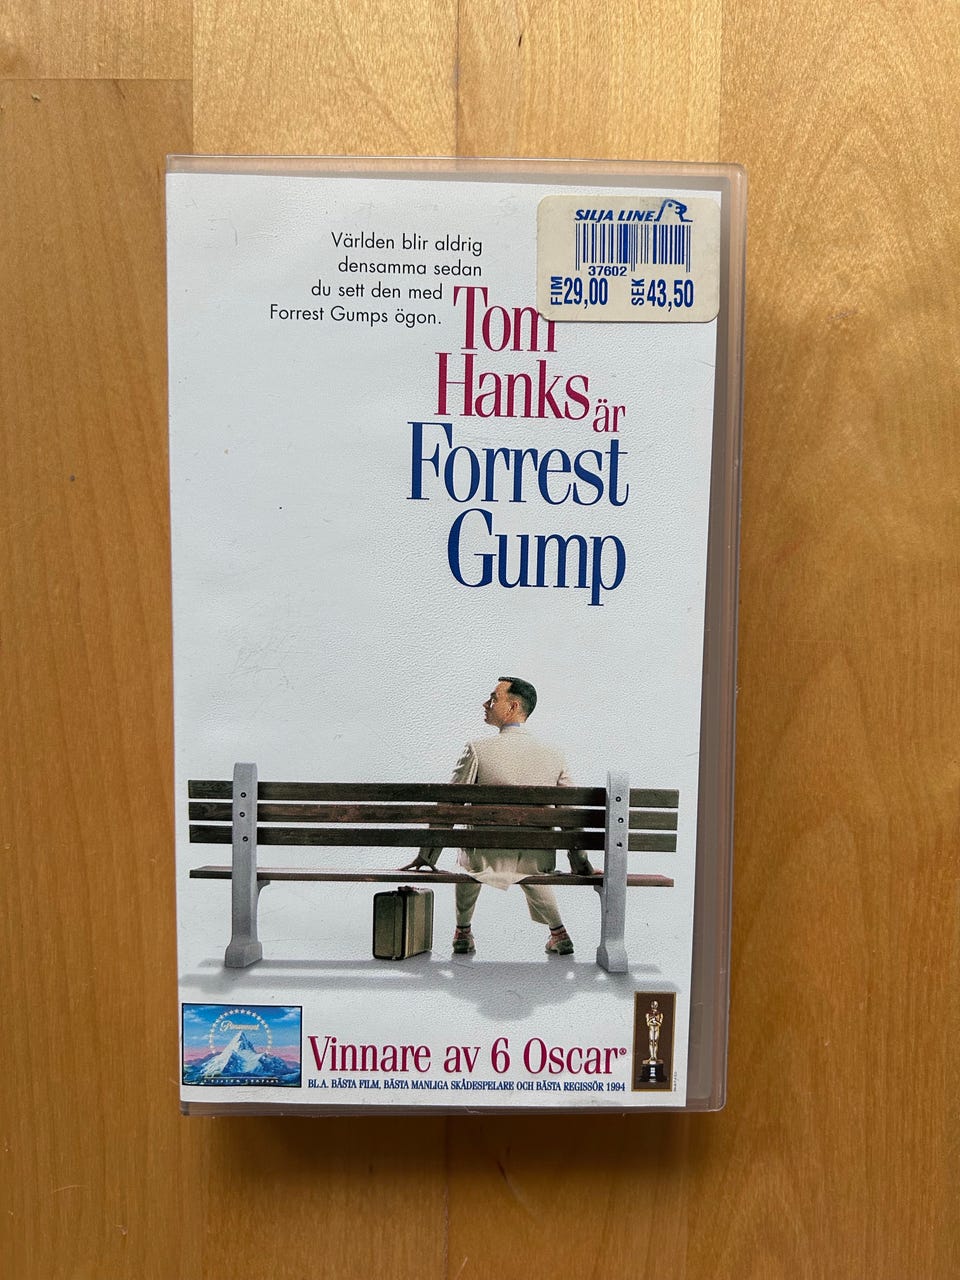 SILJA LINE
37602
FIM 29,00 SEK 43,50
Världen blir aldrig
densamma sedan
du sett den med
Forrest Gumps ögon.
Tom
Hanks är
Forrest
Gump
Paramount
Vinnare av 6 Oscar®
BL.A. BÄSTA FILM, BÄSTA MANLIGA SKÅDESPELARE OCH BÄSTA REGISSÖR 1994